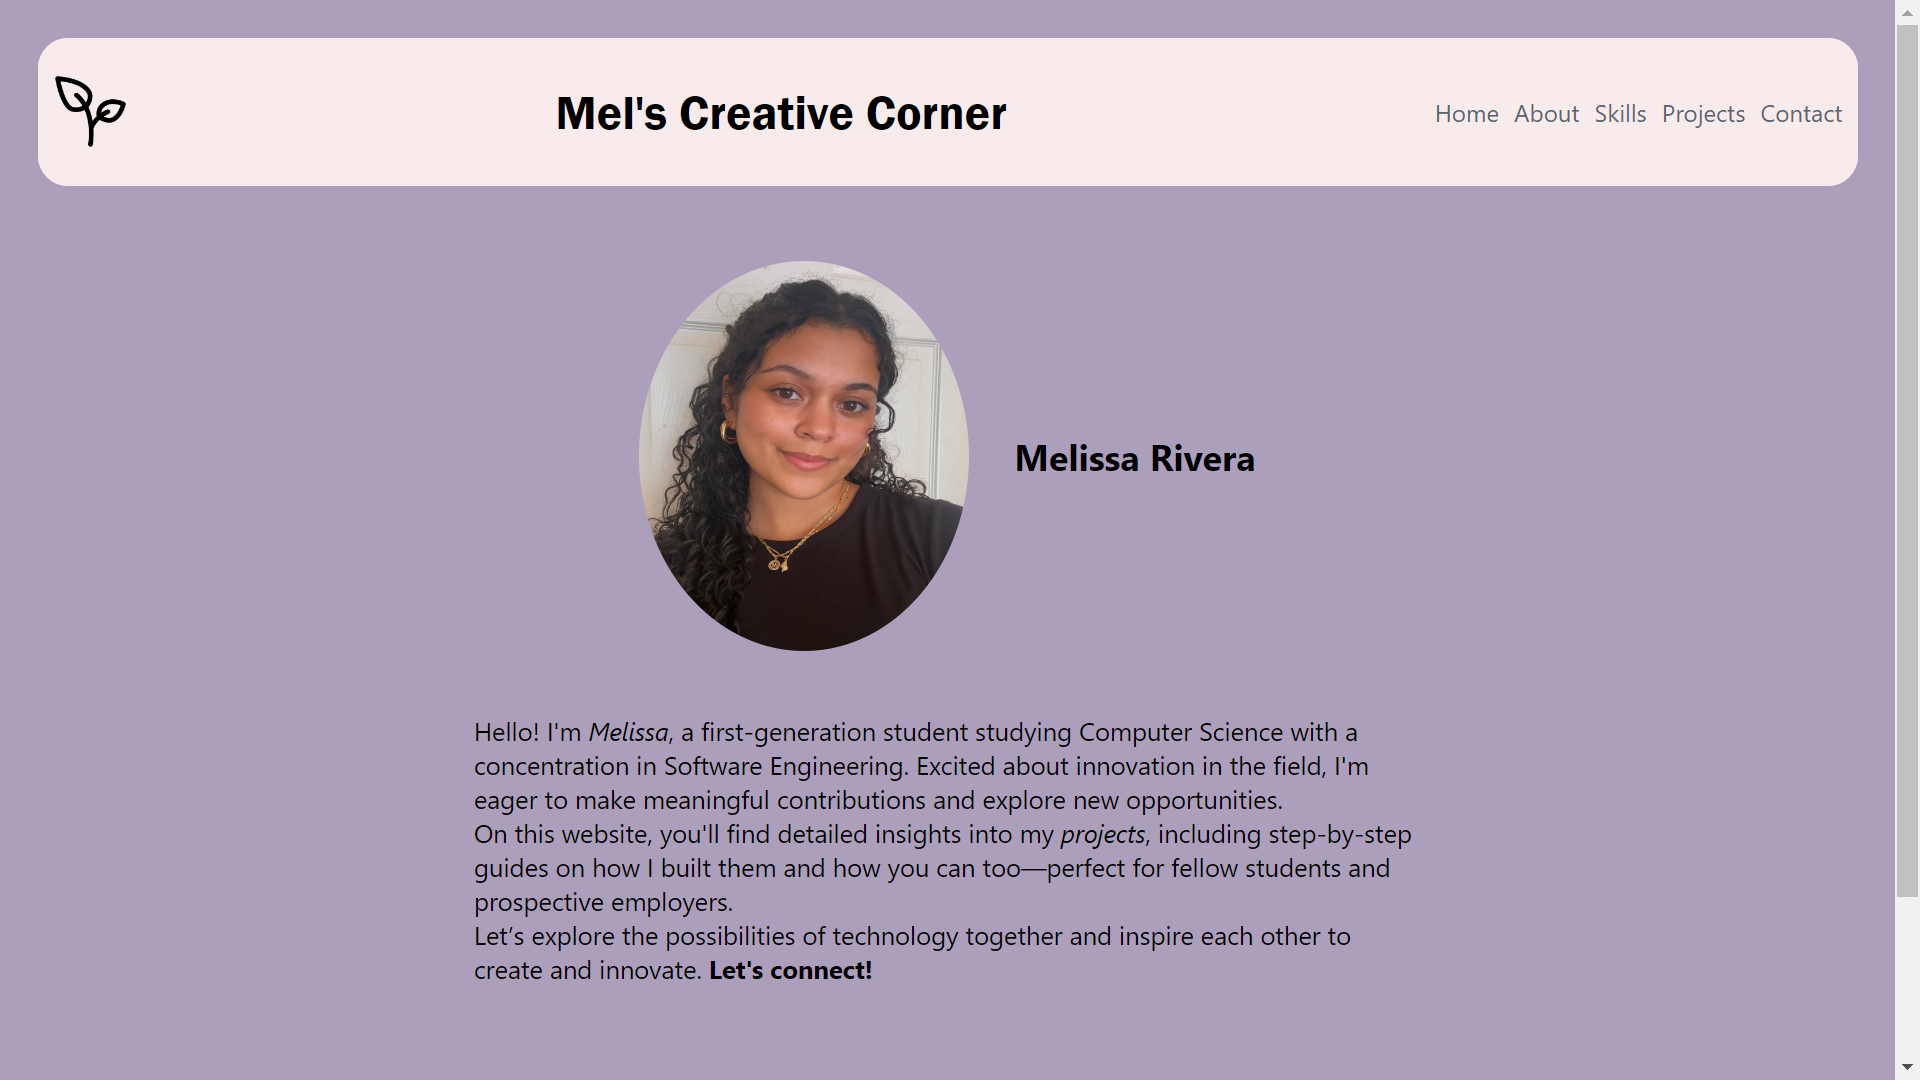 Mel's Creative Corner
Home About Skills Projects Contact
Melissa Rivera
Hello! I'm Melissa, a first-generation student studying Computer Science with a
concentration in Software Engineering. Excited about innovation in the field, I'm
eager to make meaningful contributions and explore new opportunities.
On this website, you'll find detailed insights into my projects, including step-by-step
guides on how I built them and how you can too—perfect for fellow students and
prospective employers.
Let’s explore the possibilities of technology together and inspire each other to
create and innovate. Let's connect!